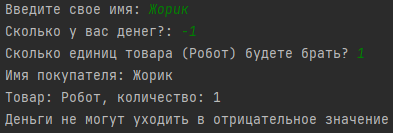 Введите свое имя: Жорик
Сколько у вас денег?: -1
Сколько единиц товара (Робот) будете брать? 1
Имя покупателя: Жорик
Товар: Робот, количество: 1
Деньги не могут уходить в отрицательное значение